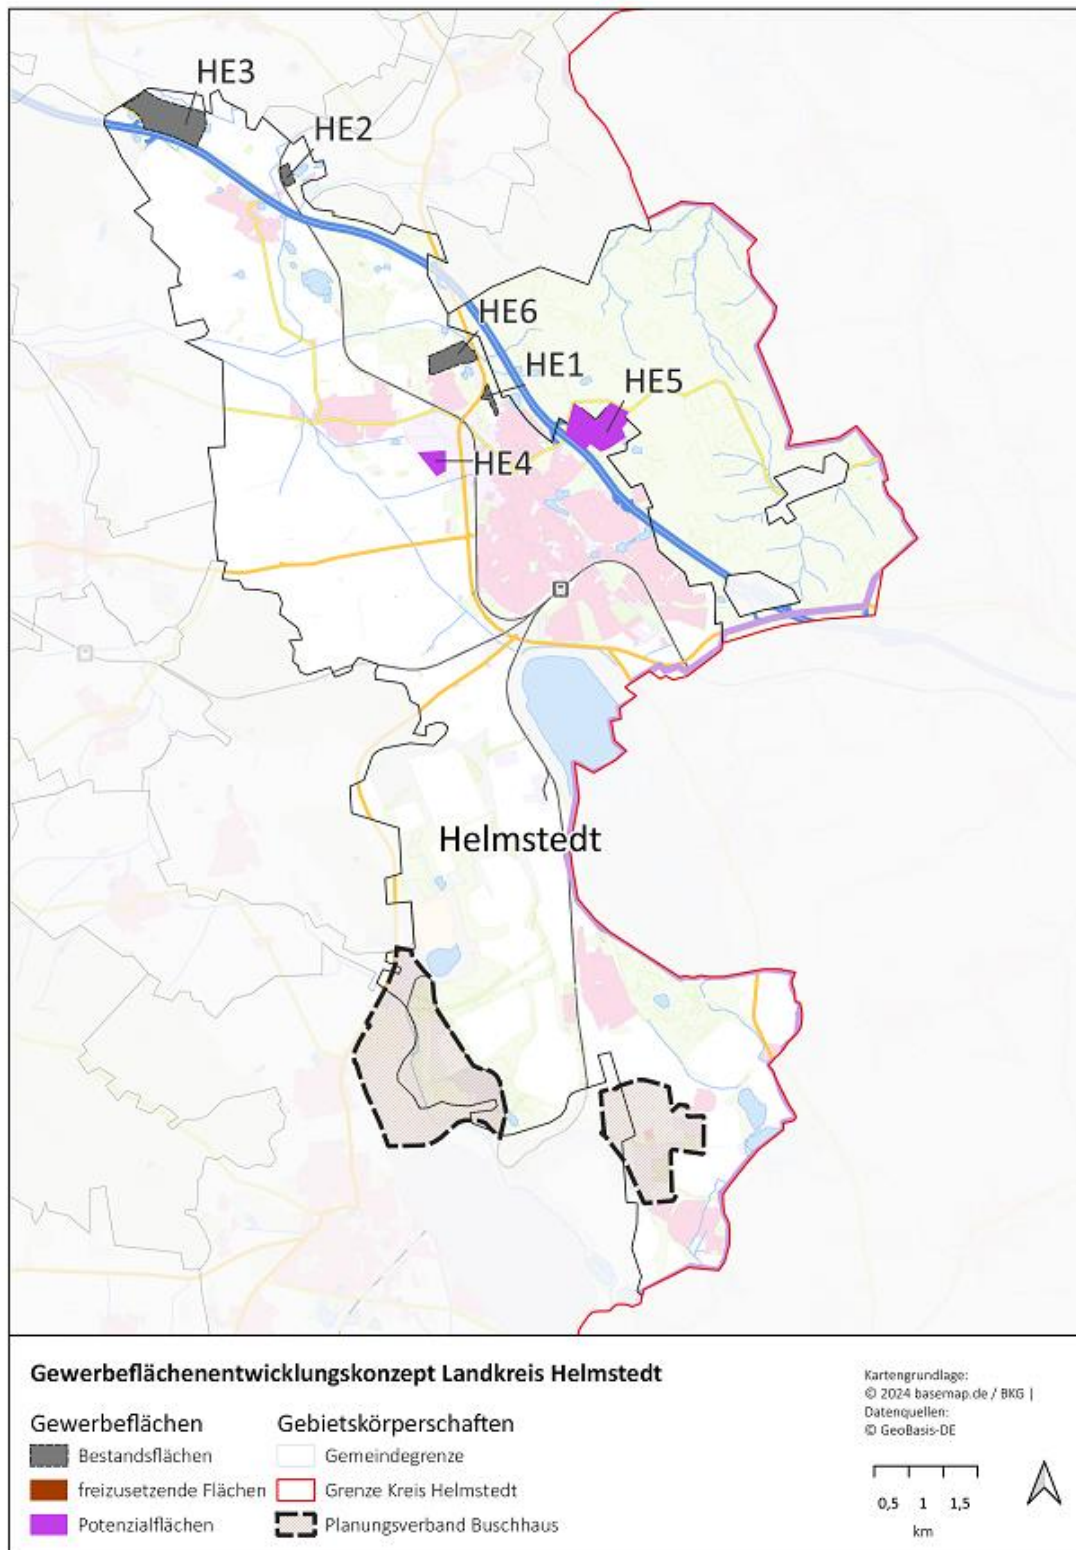 HE3
HE2
HE6
HE1
HE5
HE4
Helmstedt
Gewerbeflächenentwicklungskonzept Landkreis Helmstedt
Gewerbeflächen
Bestandsflächen
freizusetzende Flächen
Potenzialflächen
Gebietskörperschaften
Gemeindegrenze
Grenze Kreis Helmstedt
Planungsverband Buschhaus
Kartengrundlage:
© 2024 basemap.de / BKG |
Datenquellen:
© GeoBasis-DE
0,5 1 1,5
km